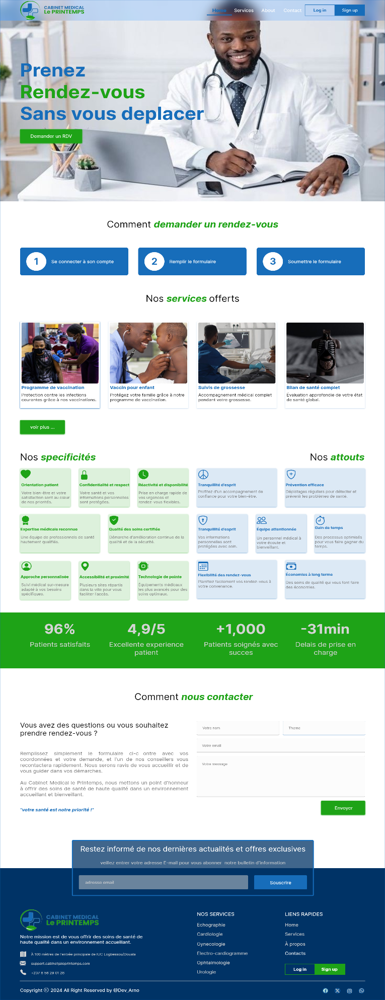 CABINET MEDICAL
Le PRINTEMPS
Home Services About Contact Log in Sign up
Prenez
Rendez-vous
Sans vous deplacer
Demander un RDV
Comment demander un rendez-vous
1 Se connecter à son compte
2 Remplir le formulaire
3 Soumettre le formulaire
Nos services offerts
Programme de vaccination
Protection contre les infections
courantes grâce à nos vaccinations.
Vaccin pour enfant
Protégez votre famille grâce à notre
programme de vaccination.
Suivis de grossesse
Accompagnement médical complet
pendant votre grossesse.
Bilan de santé complet
Évaluation approfondie de votre état
de santé global.
voir plus ...
Nos specificités
Orientation patient
Votre bien-être et votre
satisfaction sont au cœur
de nos priorités.
Confidentialité et respect
Votre santé et vos
informations personnelles
sont protégées.
Réactivité et disponibilité
Prise en charge rapide de
vos urgences et
rendez-vous flexibles.
Expertise médicale reconnue
Une équipe de professionnels de santé
hautement qualifiés.
Qualité des soins certifiée
Démarche d'amélioration continue de la
qualité et de la sécurité.
Approche personnalisée
Suivi médical sur-mesure
adapté à vos besoins
spécifiques.
Accessibilité et proximité
Plusieurs sites répartis
dans la ville pour vous
faciliter l'accès.
Technologie de pointe
Équipements médicaux
les plus avancés pour des
soins optimaux.
Nos attouts
Tranquillité d'esprit
Profitez d'un accompagnement de
confiance pour votre bien-être.
Prévention efficace
Dépistages réguliers pour détecter et
prévenir les problèmes de santé.
Tranquillité d'esprit
Vos informations
personnelles sont
protégées avec soin.
Équipe attentionnée
Un personnel médical à
votre écoute et
bienveillant.
Gain de temps
Des processus optimisés
pour vous faire gagner du
temps.
Flexibilité des rendez-vous
Planifiez facilement vos rendez-vous à
votre convenance.
Économies à long terme
Des soins de qualité qui vous font faire
des économies.
96%
Patients satisfaits
4,9/5
Excellente experience
patient
+1,000
Patients soignés avec
succes
-31min
Delais de prise en
charge
Comment nous contacter
Vous avez des questions ou vous souhaitez
prendre rendez-vous ?
Remplissez simplement le formulaire ci-c ontre avec vos
coordonnées et votre demande, et l'un de nos conseillers vous
recontactera rapidement. Nous serons ravis de vous accueillir et de
vous guider dans vos démarches.
Au Cabinet Medical le Printemps, nous mettons un point d'honneur
à offrir des soins de santé de haute qualité dans un environnement
accueillant et bienveillant.
"votre santé est notre priorité !"
Votre nom
Theme
Votre email
Votre message
Envoyer
Restez informé de nos dernières actualités et offres exclusives
veillez entrer votre adresse E-mail pour vous abonner notre bulletin d'information
adresse email
Souscrire
CABINET MEDICAL
Le PRINTEMPS
Notre mission est de vous offrir des soins de santé de
haute qualité dans un environnement accueillant.
À 100 mètres de l'entrée principale de IUC Logbessou/Douala
support.cabinet@leprintemps.com
+237 6 56 29 01 28
NOS SERVICES
Echographie
Cardiologie
Gynecologie
Electro-cardiogramme
Ophtalmologie
Urologie
LIENS RAPIDES
Home
Services
À propos
Contacts
Log in Sign up
Copyright © 2024 All Right Reserved by @Dev_Arno